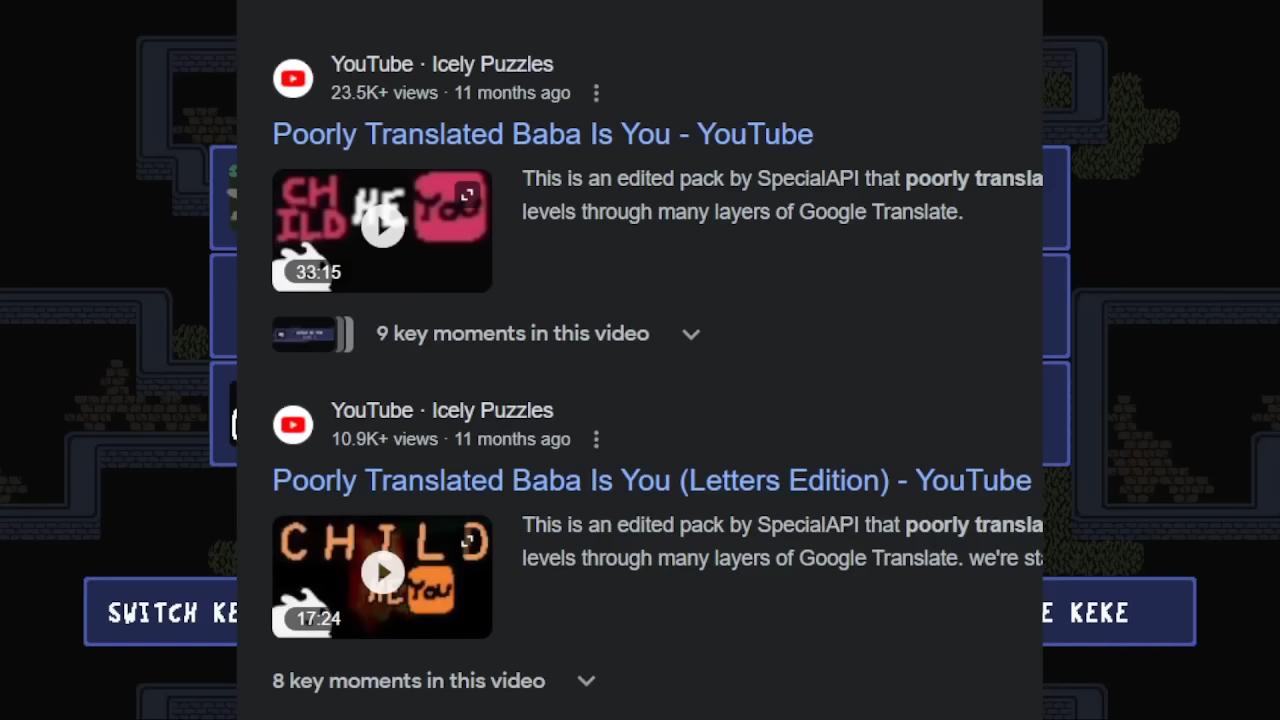 YouTube · Icely Puzzles
23.5K+ views · 11 months ago
Poorly Translated Baba Is You - YouTube
CH
ILD
HE
You
33:15
This is an edited pack by SpecialAPI that poorly transla
levels through many layers of Google Translate.
9 key moments in this video
YouTube · Icely Puzzles
10.9K+ views · 11 months ago
Poorly Translated Baba Is You (Letters Edition) - YouTube
CHILD
You
17:24
This is an edited pack by SpecialAPI that poorly transla
levels through many layers of Google Translate. we're st
SWITCH KE
E KEKE
8 key moments in this video